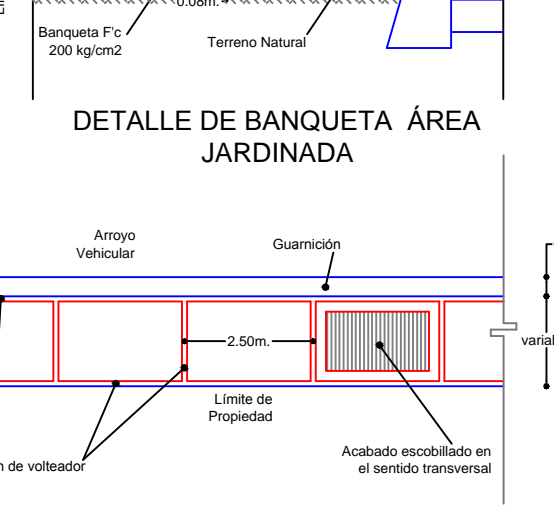 0.08m.
Banqueta F'c
200 kg/cm2
Terreno Natural
DETALLE DE BANQUETA ÁREA
JARDINADA
Arroyo
Vehicular
Guarnición
2.50m.
Límite de
Propiedad
de volteador
Acabado escobillado en
el sentido transversal